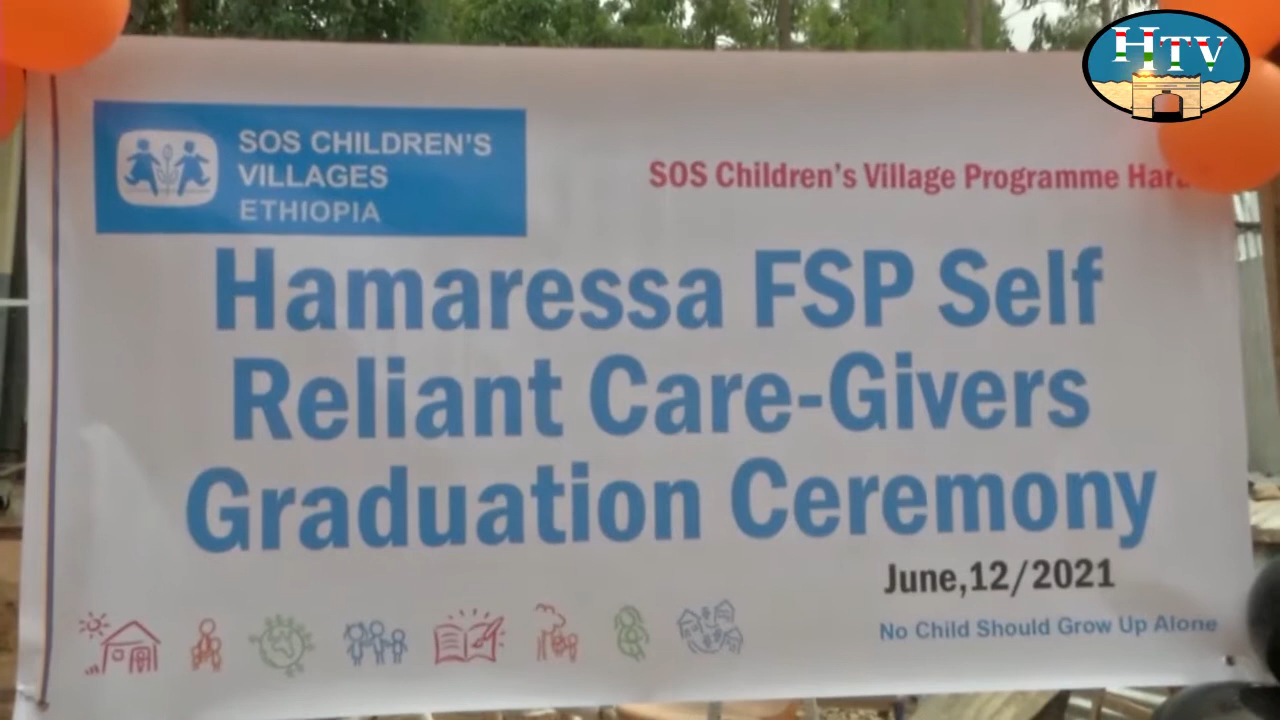 HTV
SOS CHILDREN'S
VILLAGES
ETHIOPIA
SOS Children's Village Programme
Hamaressa FSP Self
Reliant Care-Givers
Graduation Ceremony
June,12/2021
No Child Should Grow Up Alone